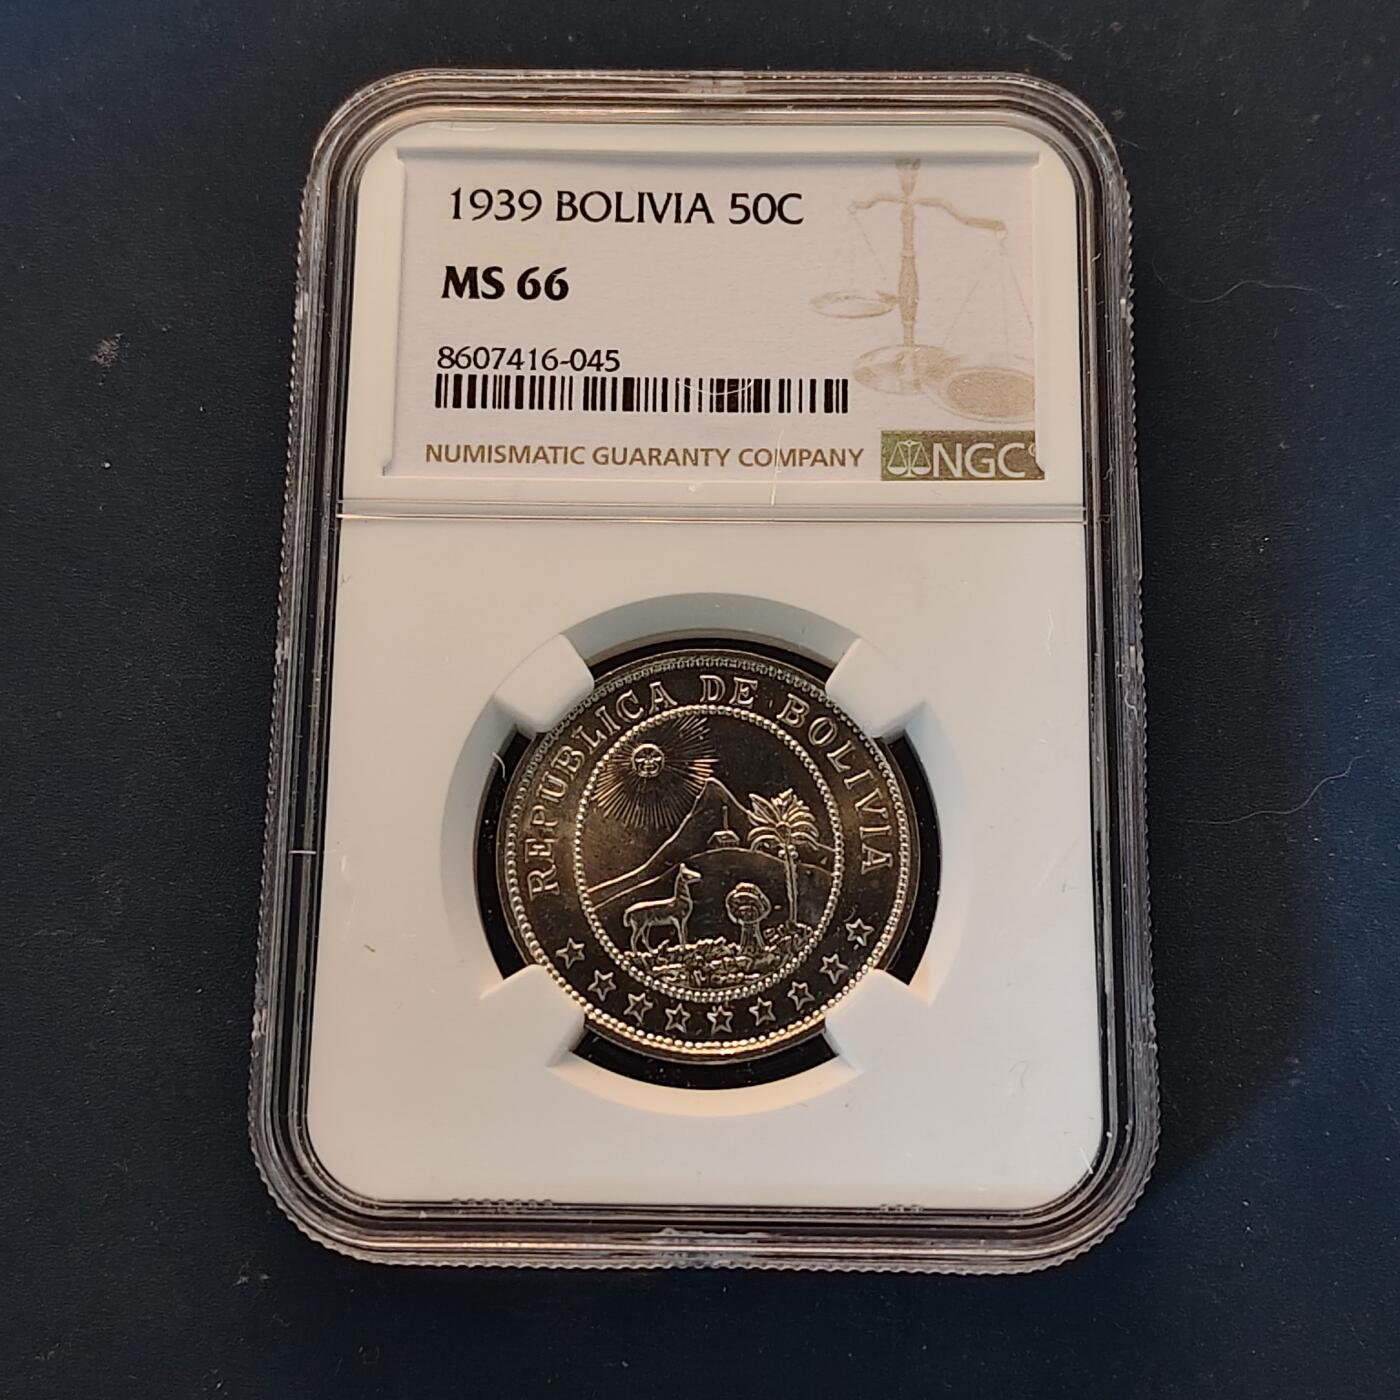 1939 BOLIVIA 50C
MS 66
8607416-045
NUMISMATIC GUARANTY COMPANY
NGC
REPUBLICA DE BOLIVIA